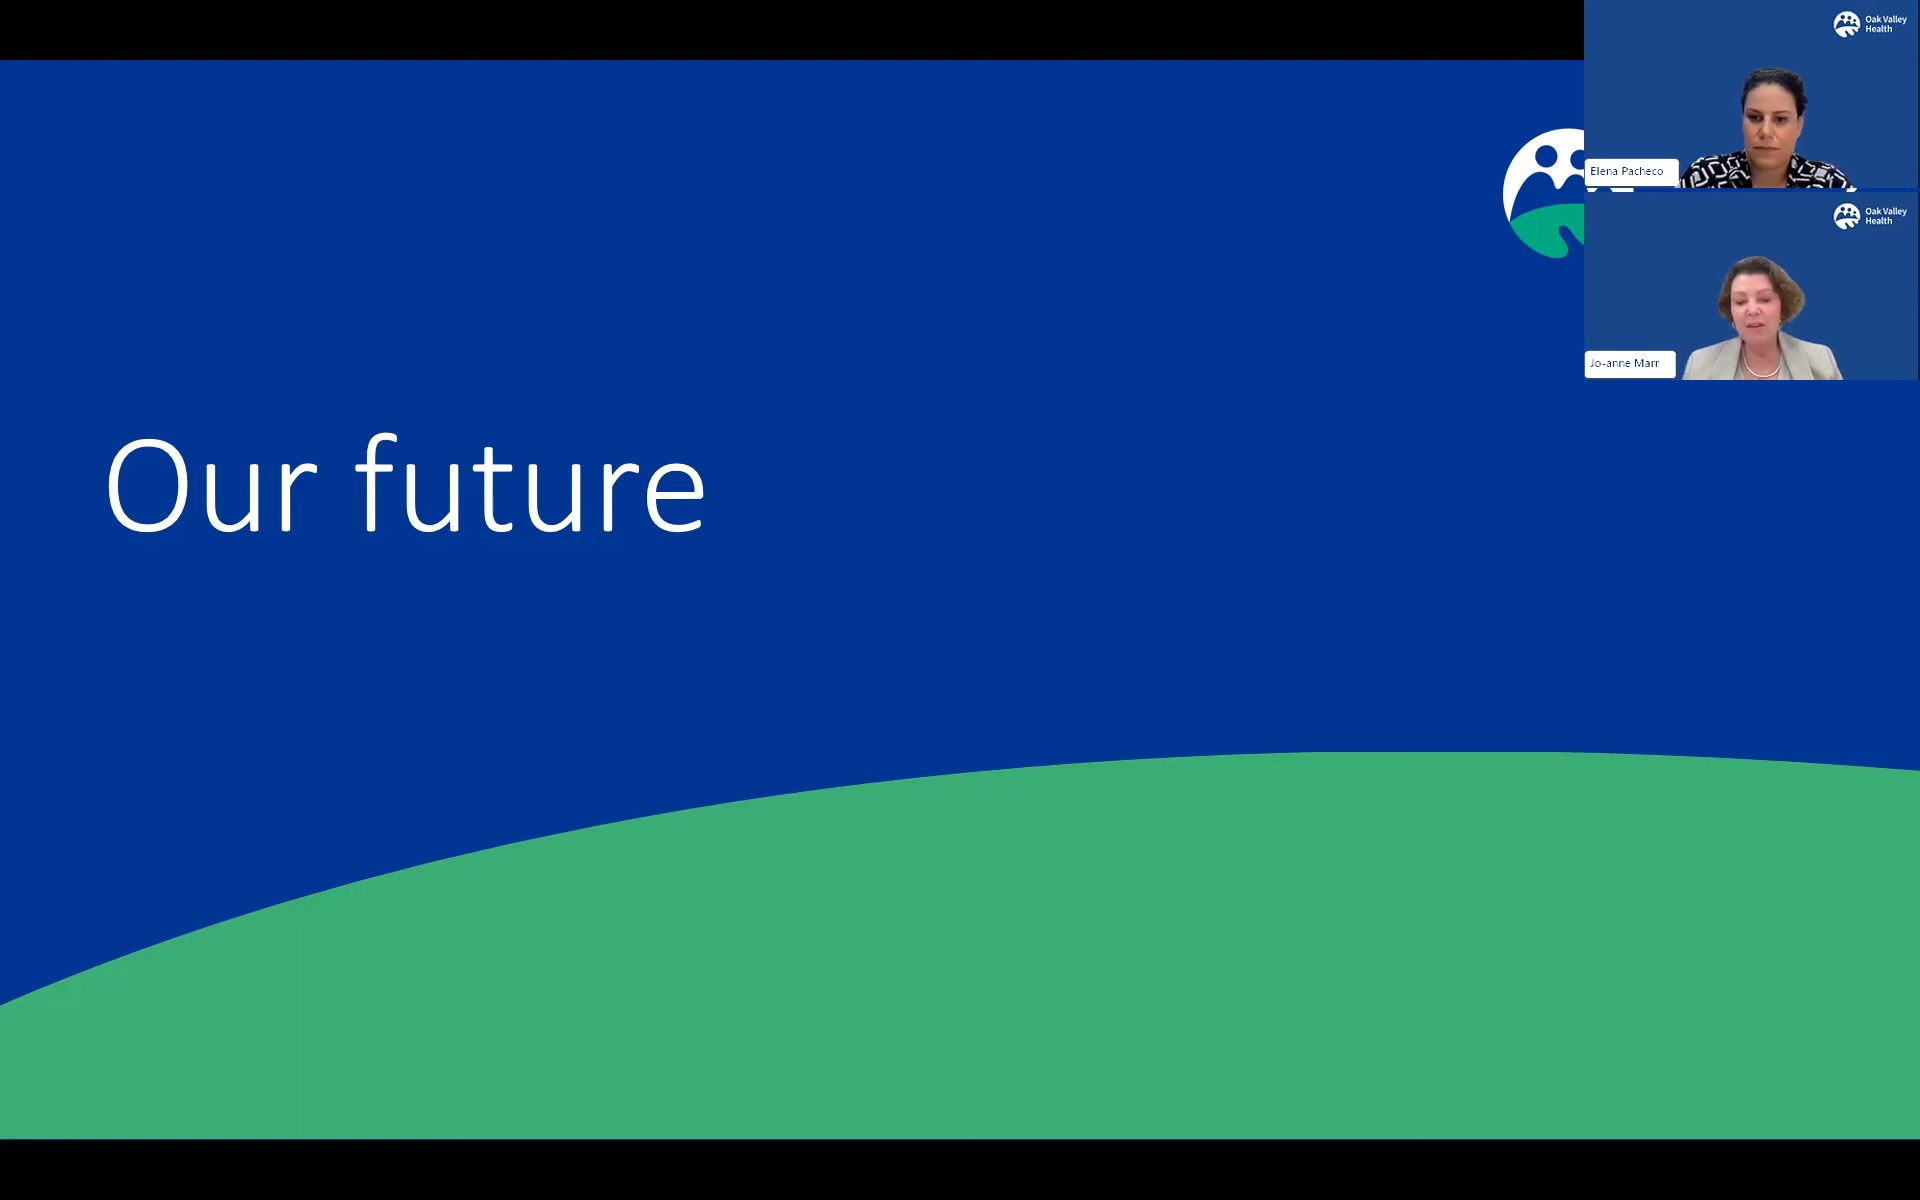 Our future
Oak Valley
Health
Elena Pacheco
Oak Valley
Health
Jo-anne Marr